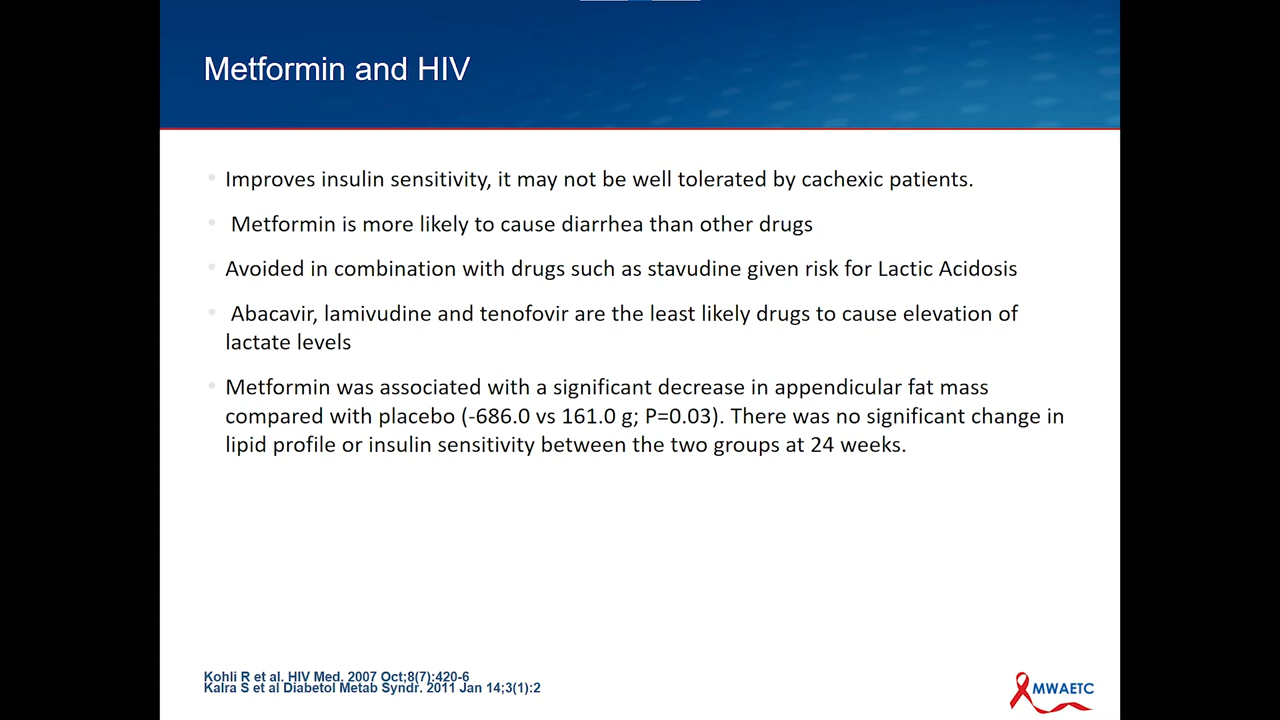 Metformin and HIV
Improves insulin sensitivity, it may not be well tolerated by cachexic patients.
Metformin is more likely to cause diarrhea than other drugs
Avoided in combination with drugs such as stavudine given risk for Lactic Acidosis
Abacavir, lamivudine and tenofovir are the least likely drugs to cause elevation of
lactate levels
Metformin was associated with a significant decrease in appendicular fat mass
compared with placebo (-686.0 vs 161.0 g; P=0.03). There was no significant change in
lipid profile or insulin sensitivity between the two groups at 24 weeks.
Kohli R et al. HIV Med. 2007 Oct;8(7):420-6
Kalra S et al Diabetol Metab Syndr. 2011 Jan 14;3(1):2
MWAETC